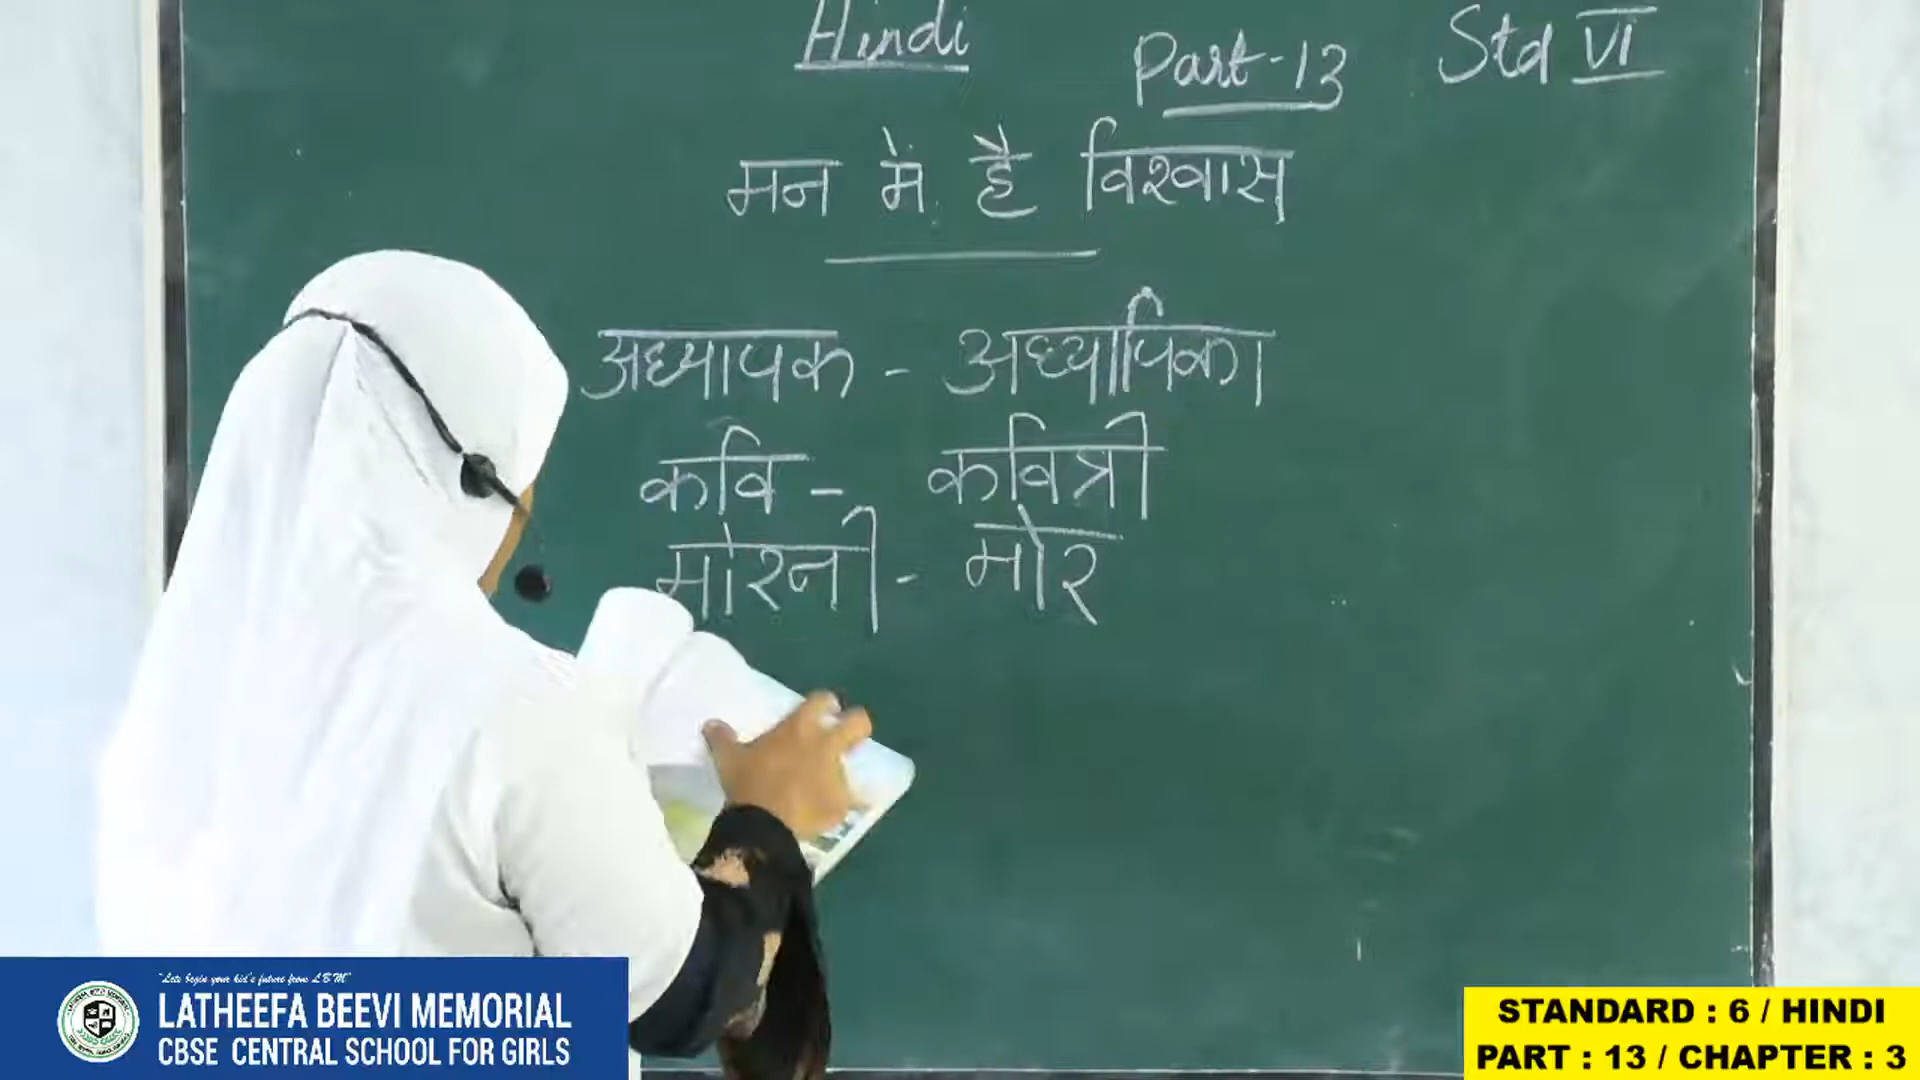 Hindi
Part-13
Std VI
मन में है विश्वास
अध्यापक - अध्यापिका
कवि - कवित्री
मोरनी - मोर
"Lets begin your kid's future from LBM"
LATHEEFA BEEVI MEMORIAL
CBSE CENTRAL SCHOOL FOR GIRLS
STANDARD : 6 / HINDI
PART : 13 / CHAPTER : 3